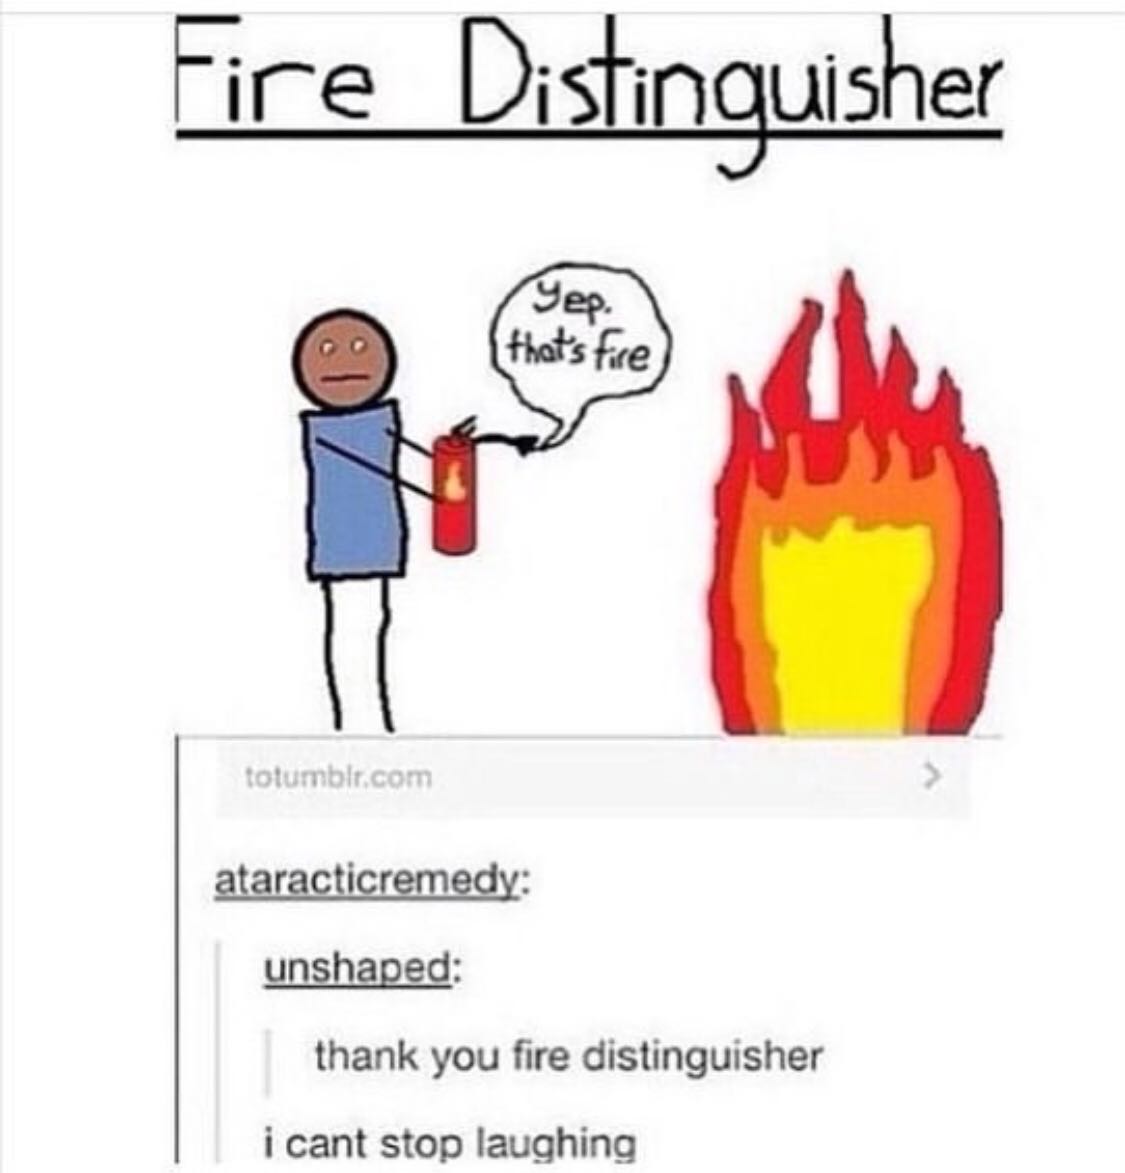 Fire Distinguisher
Yep.
that's fire
totumblr.com
ataracticremedy:
unshaped:
thank you fire distinguisher
i cant stop laughing